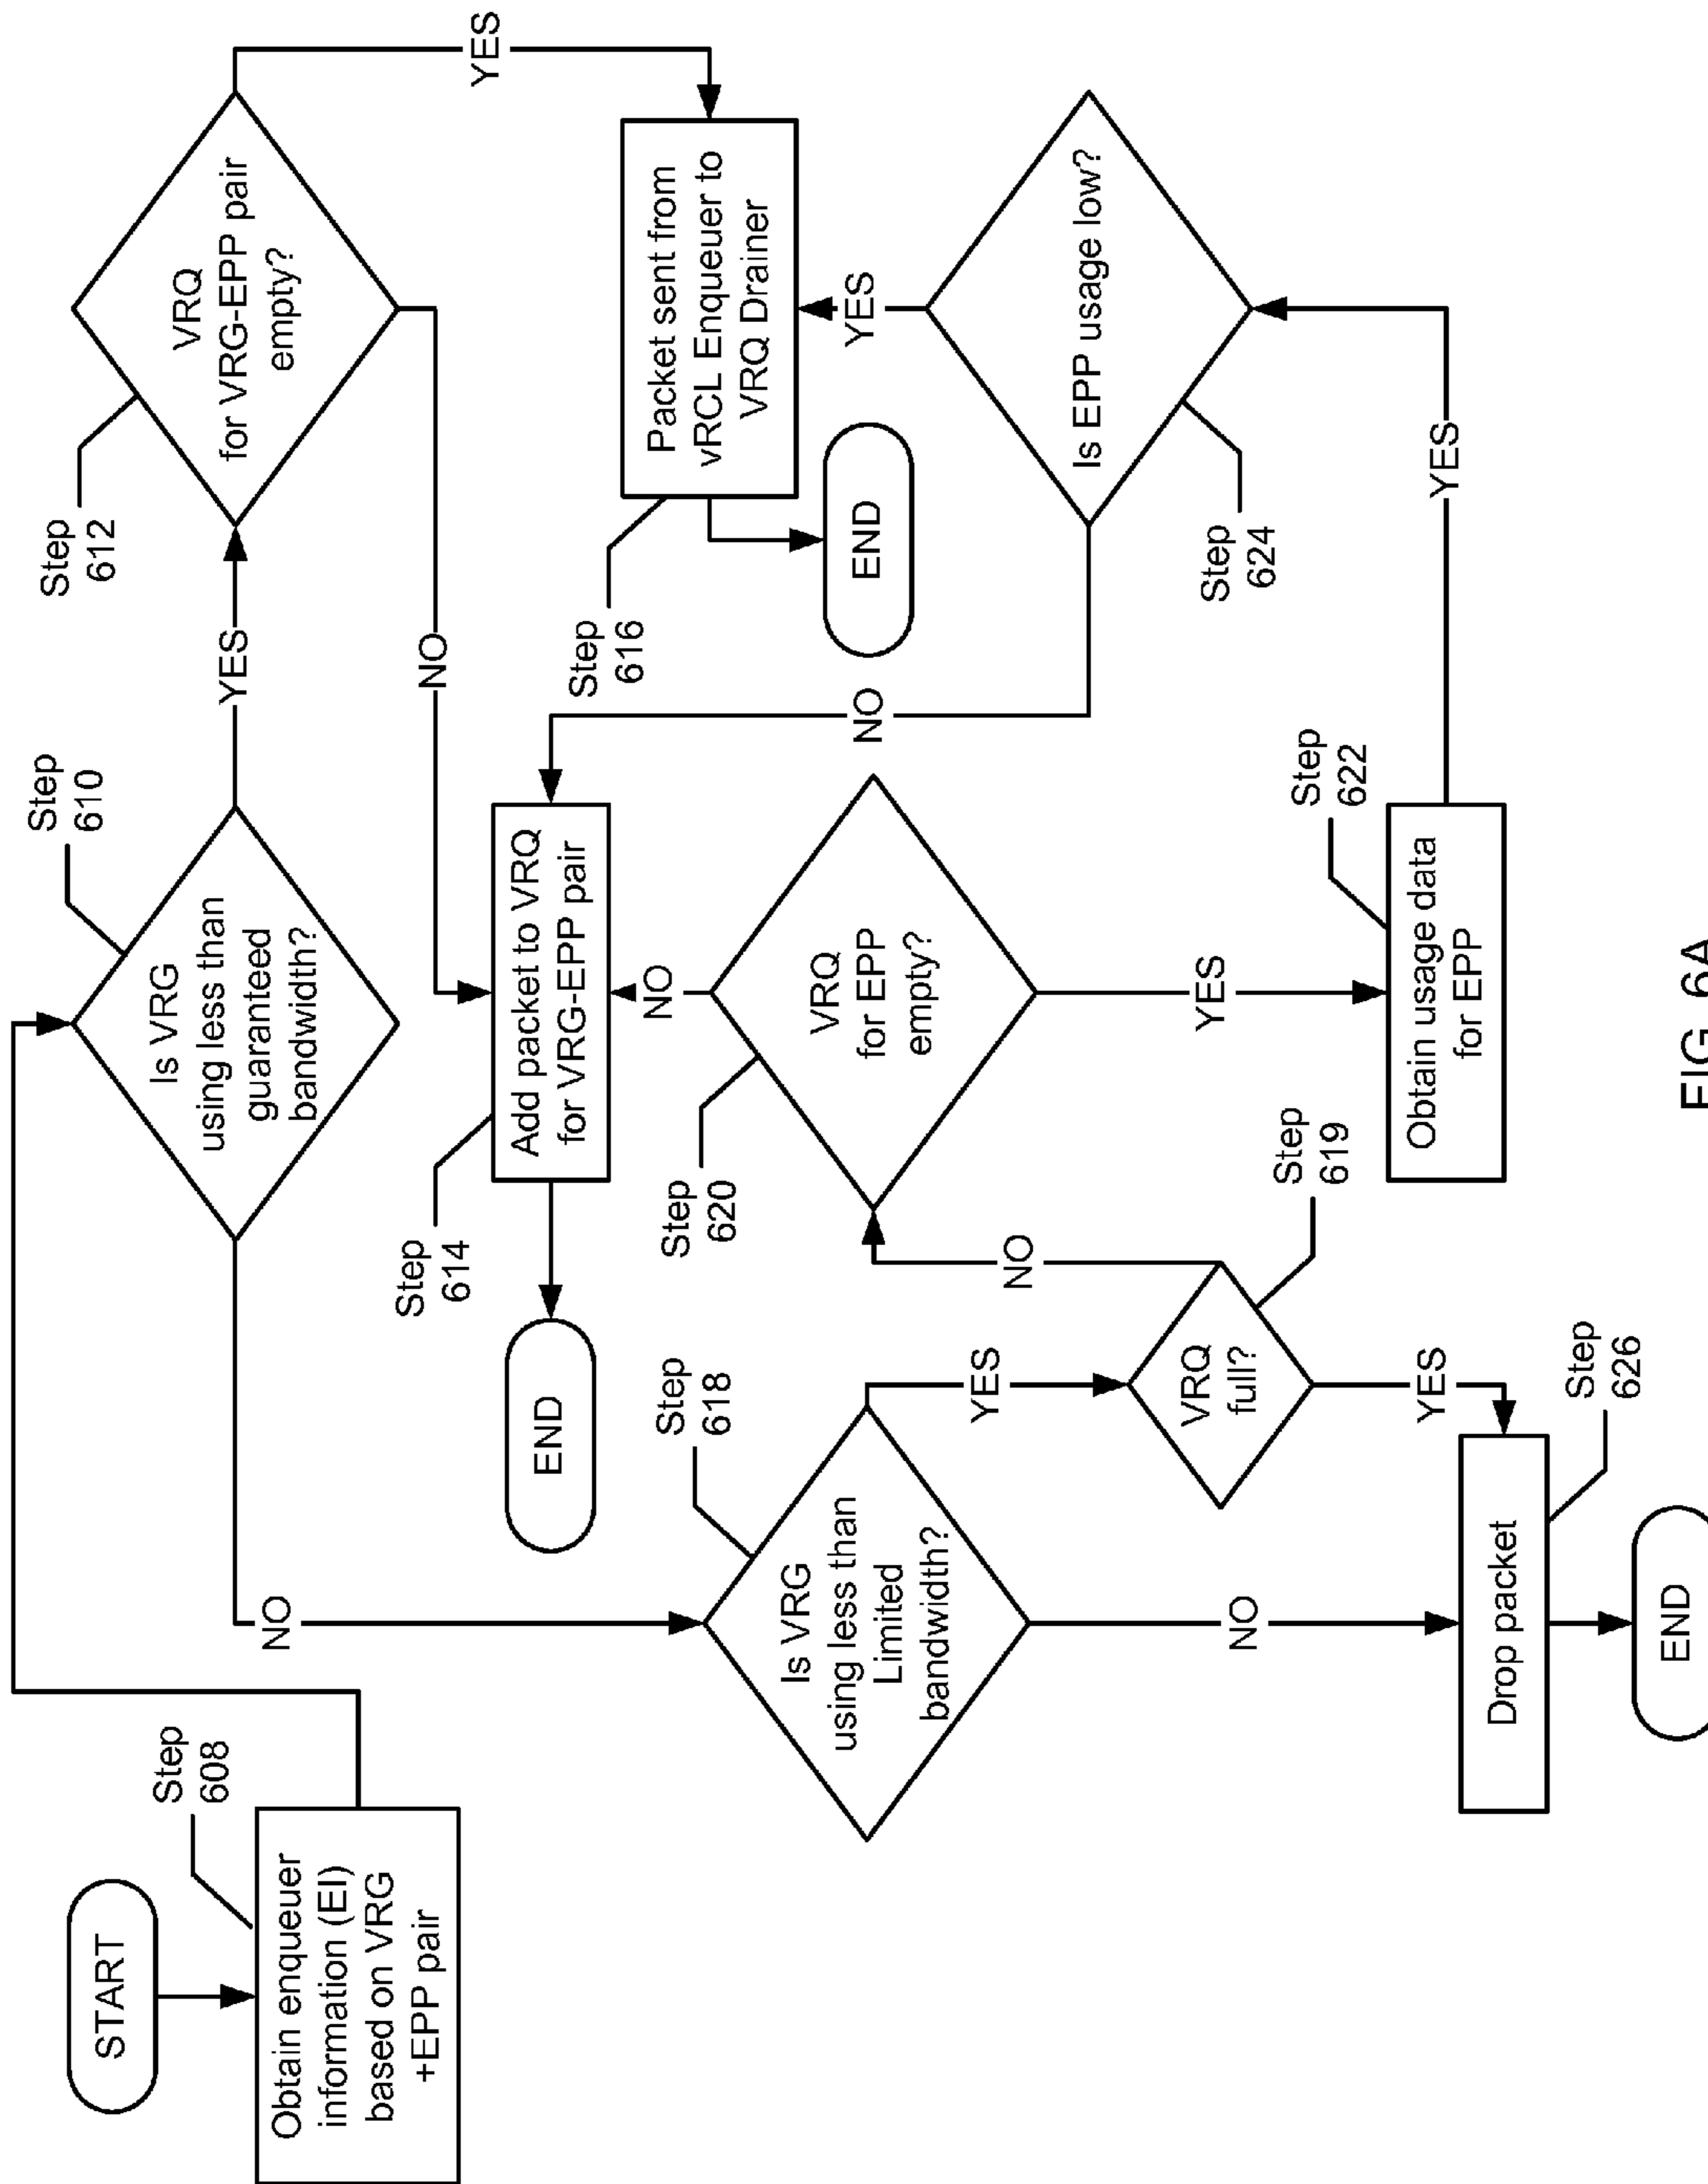 START
Step
608
Obtain enqueuer
information (EI)
based on VRG
+EPP pair
Step
610
Is VRG
using less than
guaranteed
bandwidth?
YES
NO
Step
612
VRQ
for VRG-EPP pair
empty?
YES
NO
Step
614
Add packet to VRQ
for VRG-EPP pair
END
Step
616
Packet sent from
vRCL Enqueuer to
VRQ Drainer
END
Step
618
Is VRG
using less than
Limited
bandwidth?
YES
NO
Step
619
VRQ
full?
NO
YES
Step
620
VRQ
for EPP
empty?
NO
YES
Step
622
Obtain usage data
for EPP
YES
Step
624
Is EPP usage low?
YES
NO
Step
626
Drop packet
END
FIG. 6A